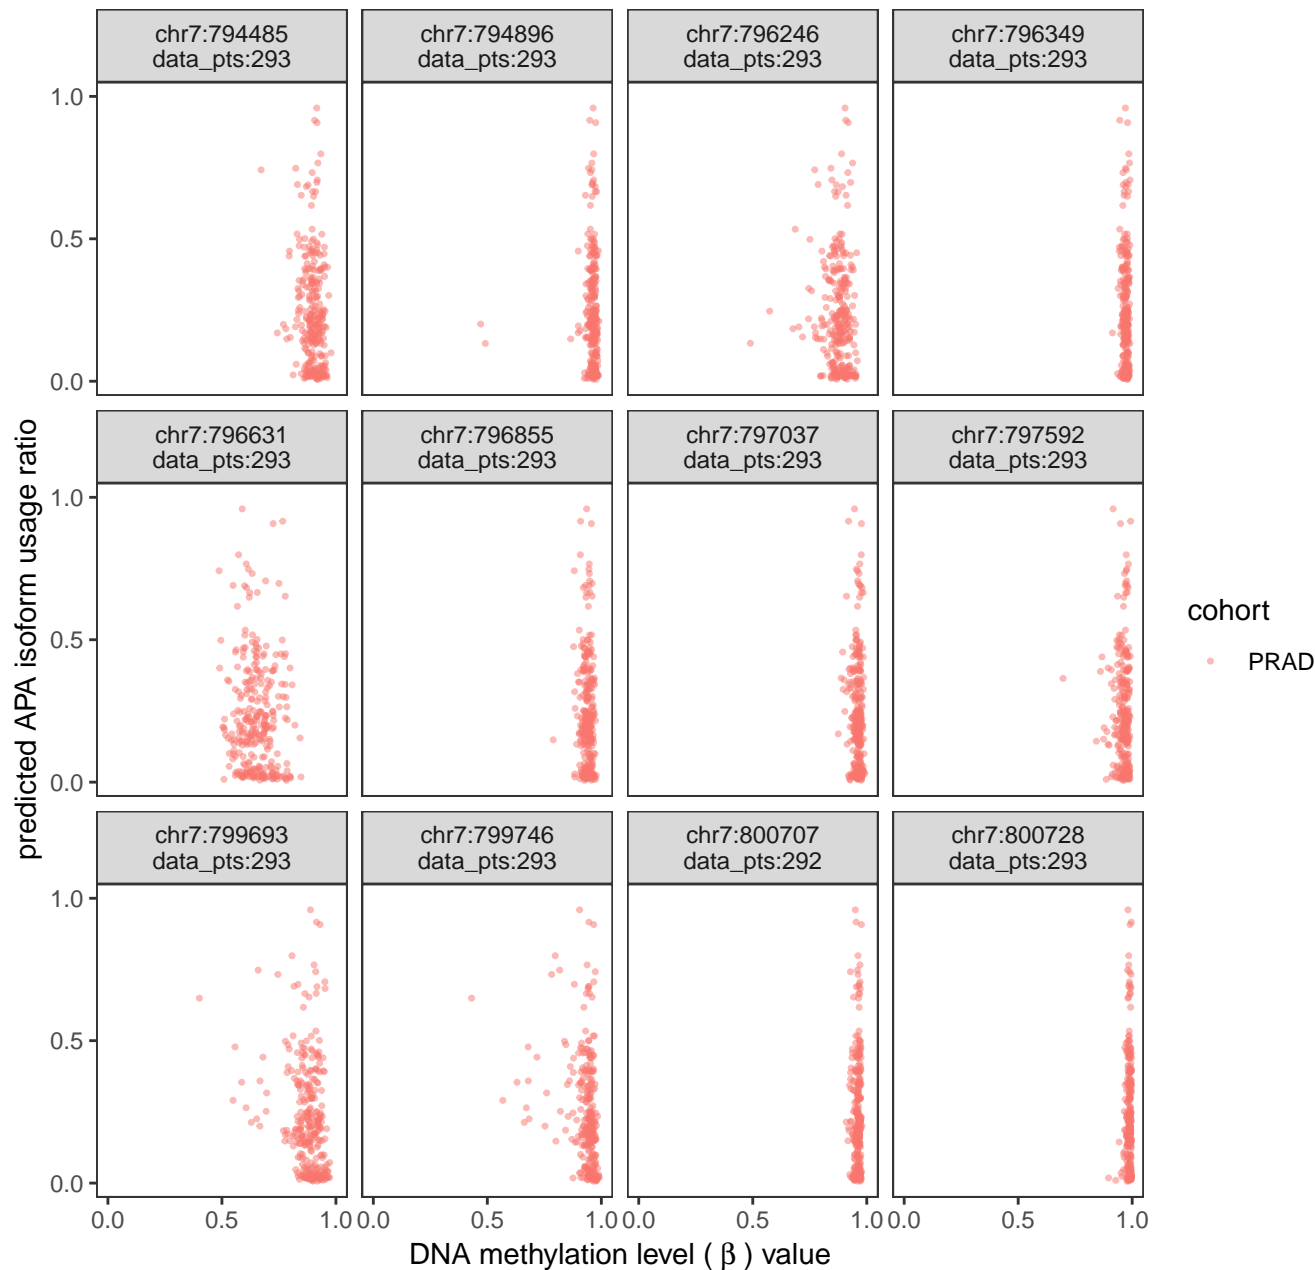 chr7:794485
data_pts:293
chr7:794896
data_pts:293
chr7:796246
data_pts:293
chr7:796349
data_pts:293
1.0
0.5
0.0
chr7:796631
data_pts:293
chr7:796855
data_pts:293
chr7:797037
data_pts:293
chr7:797592
data_pts:293
1.0
0.5
0.0
chr7:799693
data_pts:293
chr7:799746
data_pts:293
chr7:800707
data_pts:292
chr7:800728
data_pts:293
1.0
0.5
0.0
0.0 0.5 1.0
0.0 0.5 1.0
0.0 0.5 1.0
0.0 0.5 1.0
DNA methylation level ( β ) value
predicted APA isoform usage ratio
cohort
PRAD